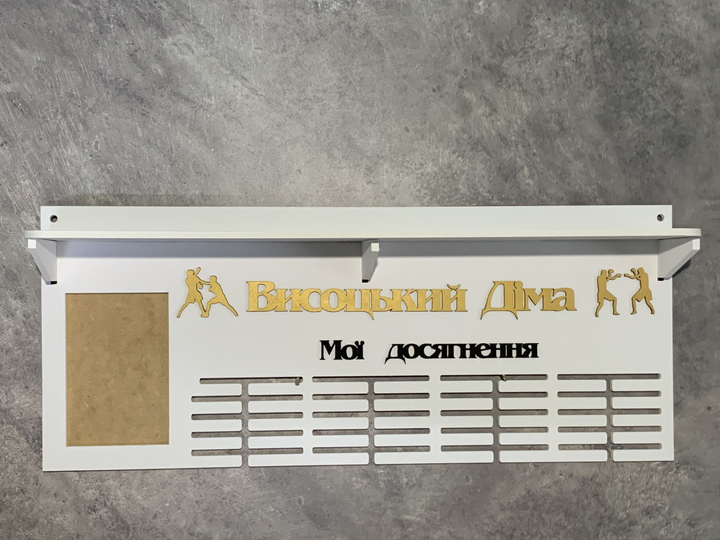 Висоцький Діма
Мої досягнення